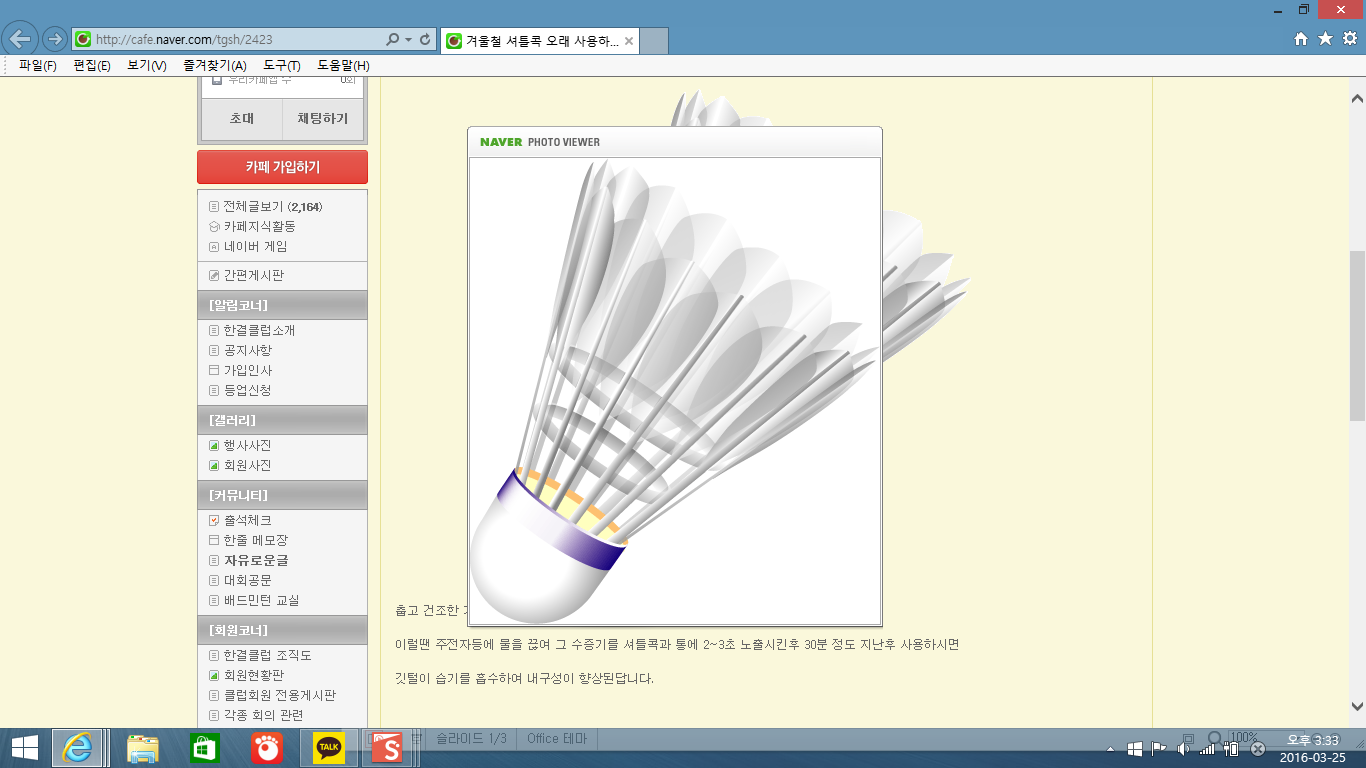 http://cafe.naver.com/tgsh/2423
겨울철 셔틀콕 오래 사용하...
파일(F) 편집(E) 보기(V) 즐겨찾기(A) 도구(T) 도움말(H)
우리카페앱 수 0회
초대 채팅하기
카페 가입하기
전체글보기 (2,164)
카페지식활동
네이버 게임
간편게시판
[알림코너]
한결클럽소개
공지사항
가입인사
등업신청
[갤러리]
행사사진
회원사진
[커뮤니티]
출석체크
한줄 메모장
자유로운글
대회공문
배드민턴 교실
[회원코너]
한결클럽 조직도
회원현황판
클럽회원 전용게시판
각종 회의 관련
NAVER PHOTO VIEWER
춥고 건조한
이럴땐 주전자등에 물을 끊여 그 수증기를 셔틀콕과 통에 2~3초 노출시킨후 30분 정도 지난후 사용하시면
깃털이 습기를 흡수하여 내구성이 향상된답니다.
TALK
S
슬라이드 1/3 Office 테마
100%
오후 3:33
2016-03-25